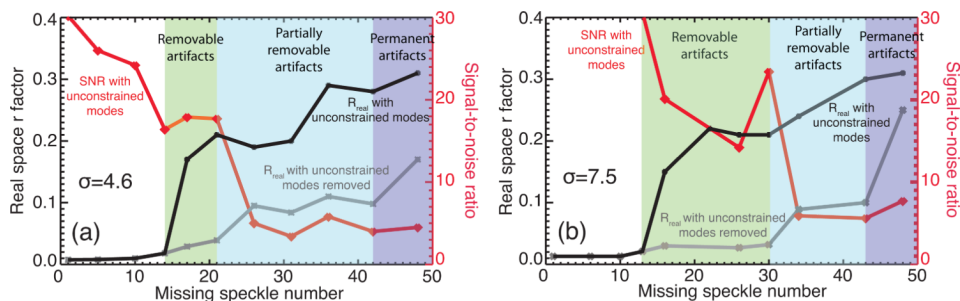 0.4
0.3
0.2
0.1
0.0
Real space r factor
Removable
artifacts
Partially
removable
artifacts
Permanent
artifacts
SNR with
unconstrained
modes
R real with
unconstrained modes
R real with unconstrained
modes removed
σ=4.6
(a)
30
20
10
0
Signal-to-noise ratio
0
10
20
30
40
50
Missing speckle number
0.4
0.3
0.2
0.1
0.0
Real space r factor
SNR with
unconstrained
modes
Removable
artifacts
Partially
removable
artifacts
Permanent
artifacts
R real with
unconstrained
modes
R real with unconstrained
modes removed
σ=7.5
(b)
30
20
10
0
Signal-to-noise ratio
0
10
20
30
40
50
Missing speckle number